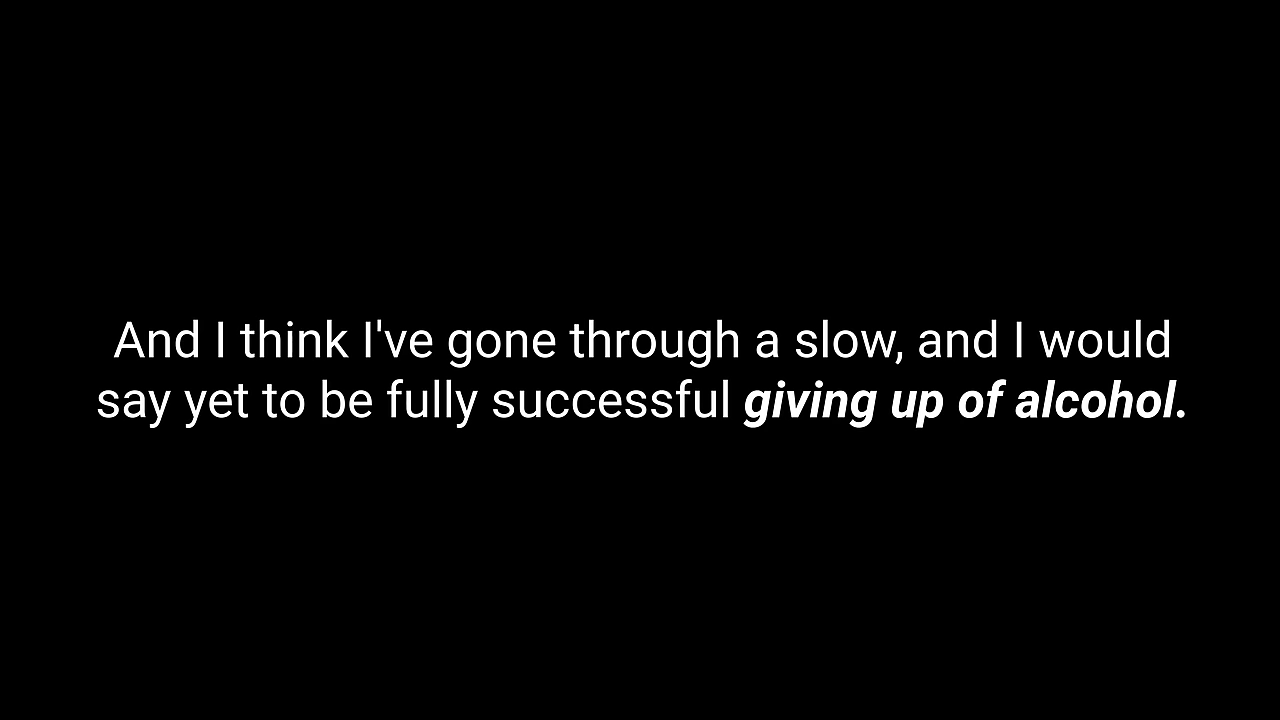 And I think I've gone through a slow, and I would
say yet to be fully successful giving up of alcohol.